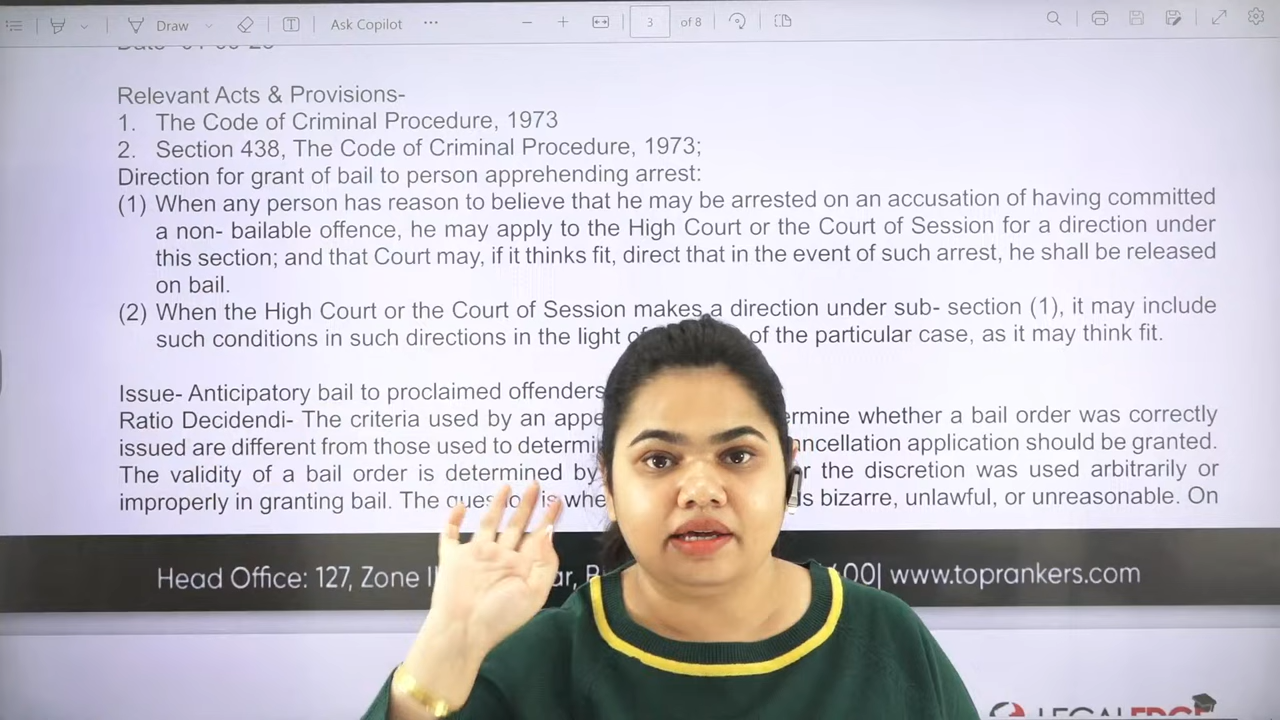 Draw
Ask Copilot
3
of 8
Relevant Acts & Provisions-
1. The Code of Criminal Procedure, 1973
2. Section 438, The Code of Criminal Procedure, 1973;
Direction for grant of bail to person apprehending arrest:
(1) When any person has reason to believe that he may be arrested on an accusation of having committed
a non- bailable offence, he may apply to the High Court or the Court of Session for a direction under
this section; and that Court may, if it thinks fit, direct that in the event of such arrest, he shall be released
on bail.
(2) When the High Court or the Court of Session makes a direction under sub- section (1), it may include
such conditions in such directions in the light of the particular case, as it may think fit.
Issue- Anticipatory bail to proclaimed offenders
Ratio Decidendi- The criteria used by an whether a bail order was correctly
issued are different from those used to application should be granted.
The validity of a bail order is determined by the discretion was used arbitrarily or
improperly in granting bail. The is bizarre, unlawful, or unreasonable. On
Head Office: 127, Zone | www.toprankers.com
LEGALEDGE